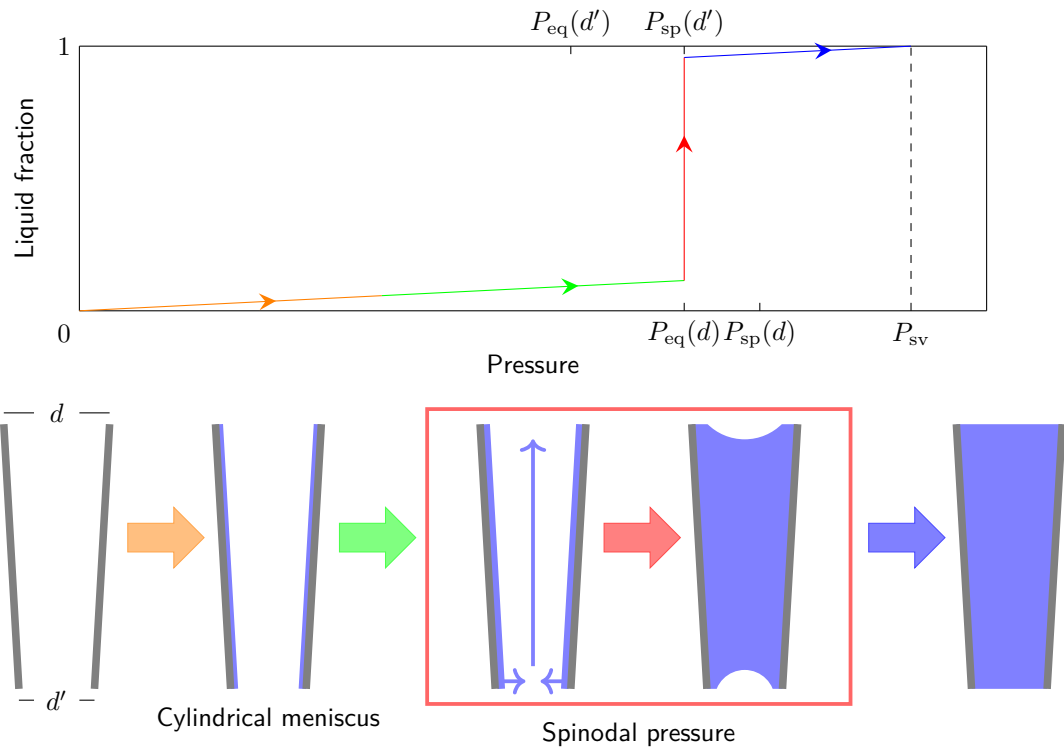 P_eq(d′) P_sp(d′)
1
Liquid fraction
0
P_eq(d) P_sp(d) P_sv
Pressure
d
d′
Cylindrical meniscus
Spinodal pressure